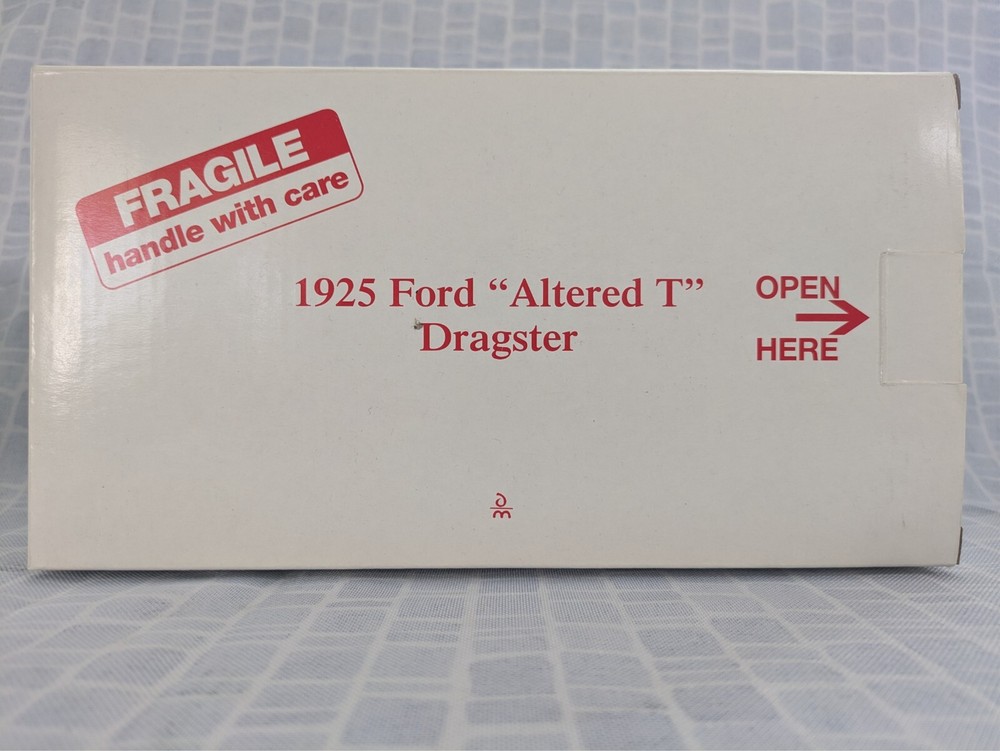 FRAGILE
handle with care
1925 Ford “Altered T”
Dragster
OPEN
HERE